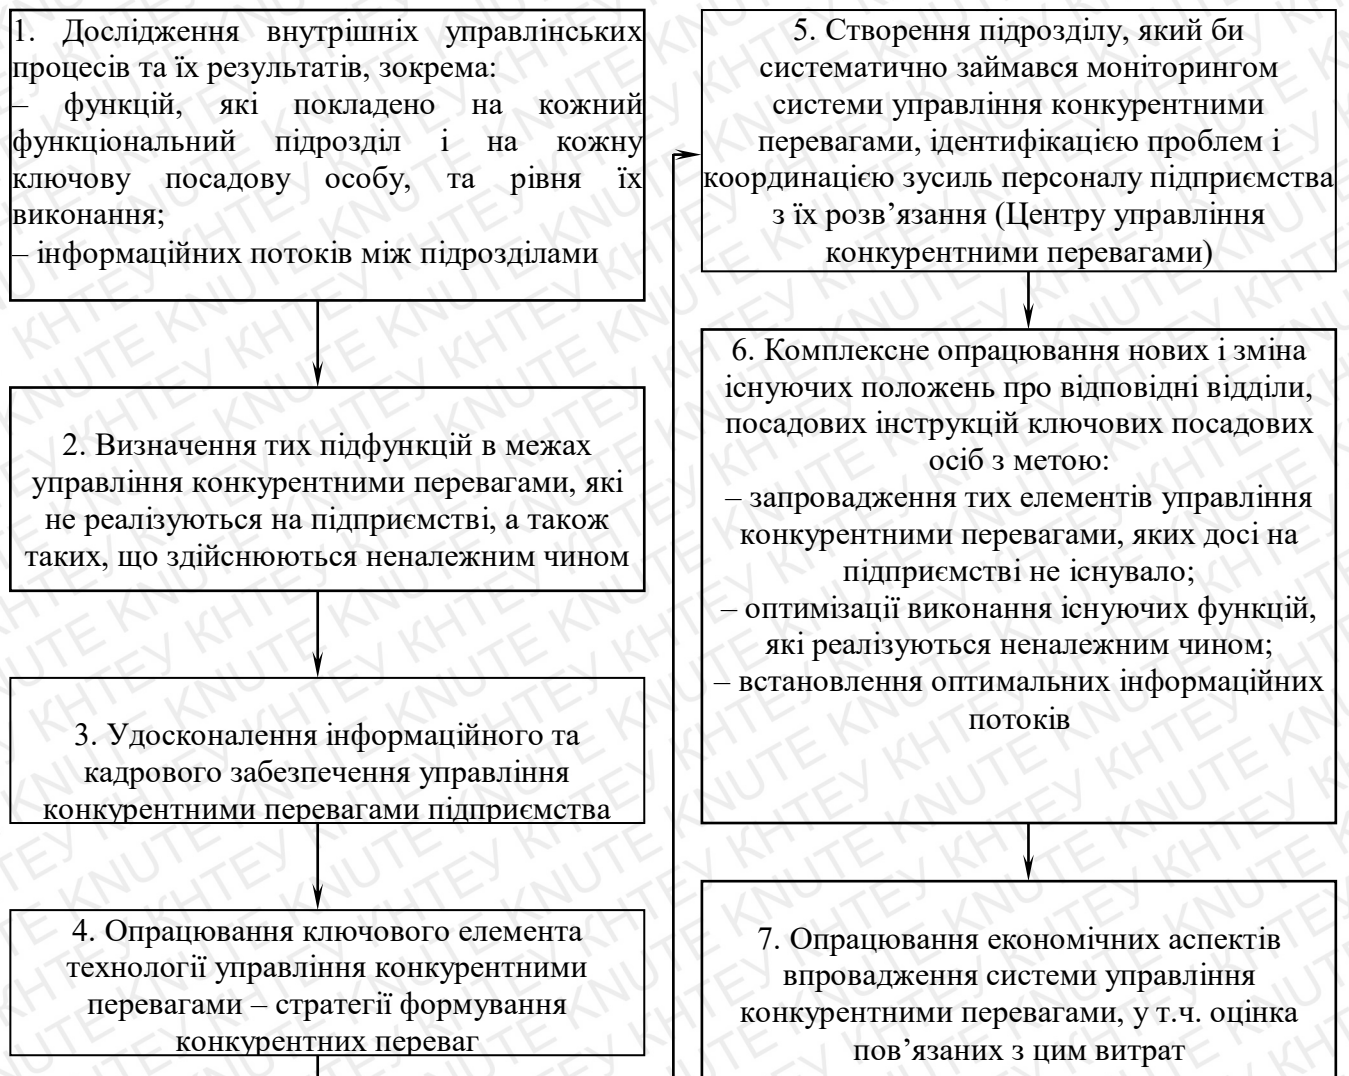 1. Дослідження внутрішніх управлінських
процесів та їх результатів, зокрема:
– функцій, які покладено на кожний
функціональний підрозділ і на кожну
ключову посадову особу, та рівня їх
виконання;
– інформаційних потоків між підрозділами
2. Визначення тих підфункцій в межах
управління конкурентними перевагами, які
не реалізуються на підприємстві, а також
таких, що здійснюються неналежним чином
3. Удосконалення інформаційного та
кадрового забезпечення управління
конкурентними перевагами підприємства
4. Опрацювання ключового елемента
технології управління конкурентними
перевагами – стратегії формування
конкурентних переваг
5. Створення підрозділу, який би
систематично займався моніторингом
системи управління конкурентними
перевагами, ідентифікацією проблем і
координацією зусиль персоналу підприємства
з їх розв’язання (Центру управління
конкурентними перевагами)
6. Комплексне опрацювання нових і зміна
існуючих положень про відповідні відділи,
посадових інструкцій ключових посадових
осіб з метою:
– запровадження тих елементів управління
конкурентними перевагами, яких досі на
підприємстві не існувало;
– оптимізації виконання існуючих функцій,
які реалізуються неналежним чином;
– встановлення оптимальних інформаційних
потоків
7. Опрацювання економічних аспектів
впровадження системи управління
конкурентними перевагами, у т.ч. оцінка
пов’язаних з цим витрат